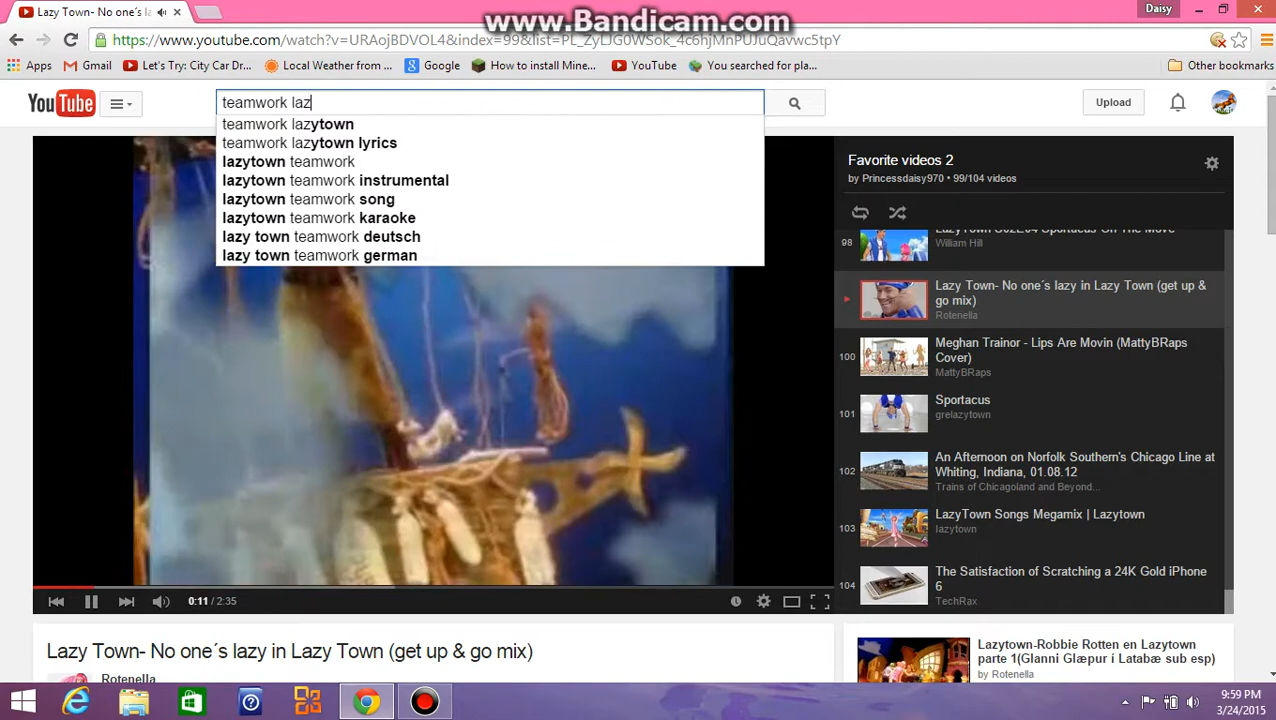 www.Bandicam.com
Lazy Town- No one's la
Daisy
https://www.youtube.com/watch?v=URAojBDVOL4&index=99&list=PL_ZyLJG0WSok_4c6hjMnPUJuQavwc5tpY
Apps
Gmail
Let's Try: City Car Dr...
Local Weather from ...
Google
How to install Mine...
YouTube
You searched for pla...
Other bookmarks
YouTube
teamwork laz
Upload
teamwork lazytown
teamwork lazytown lyrics
lazytown teamwork
lazytown teamwork instrumental
lazytown teamwork song
lazytown teamwork karaoke
lazy town teamwork deutsch
lazy town teamwork german
Favorite videos 2
by Princessdaisy970 • 99/104 videos
98
LazyTown S02E04 Sportacus On The Move
William Hill
Lazy Town- No one´s lazy in Lazy Town (get up &
go mix)
Rotenella
100
Meghan Trainor - Lips Are Movin (MattyBRaps
Cover)
MattyBRaps
101
Sportacus
grelazytown
102
An Afternoon on Norfolk Southern's Chicago Line at
Whiting, Indiana, 01.08.12
Trains of Chicagoland and Beyond...
103
LazyTown Songs Megamix | Lazytown
lazytown
104
The Satisfaction of Scratching a 24K Gold iPhone
6
TechRax
0:11 / 2:35
Lazy Town- No one´s lazy in Lazy Town (get up & go mix)
Rotenella
Lazytown-Robbie Rotten en Lazytown
parte 1(Glanni Glæpur í Latabæ sub esp)
by Rotenella
9:59 PM
3/24/2015